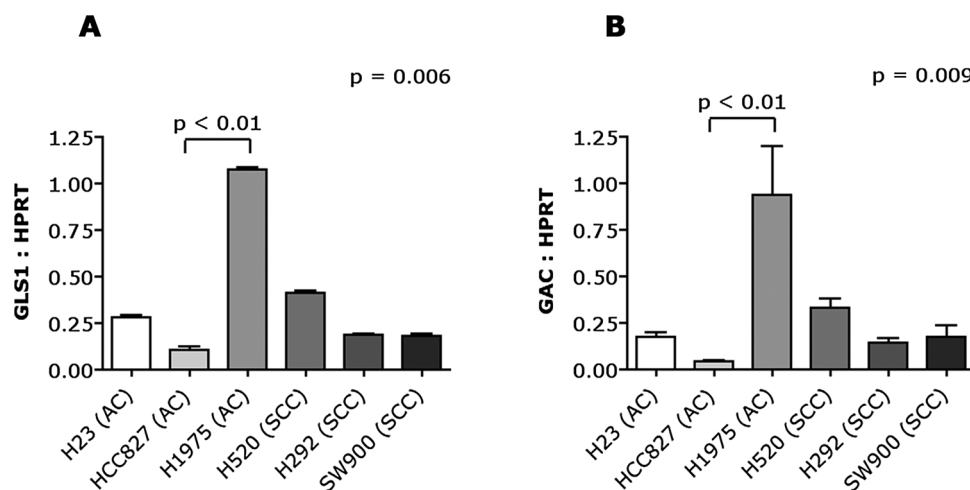 A
p = 0.006
p < 0.01
GLS1 : HPRT
1.25
1.00
0.75
0.50
0.25
0.00
H23 (AC)
HCC827 (AC)
H1975 (AC)
H520 (SCC)
H292 (SCC)
SW900 (SCC)
B
p = 0.009
p < 0.01
GAC : HPRT
1.25
1.00
0.75
0.50
0.25
0.00
H23 (AC)
HCC827 (AC)
H1975 (AC)
H520 (SCC)
H292 (SCC)
SW900 (SCC)